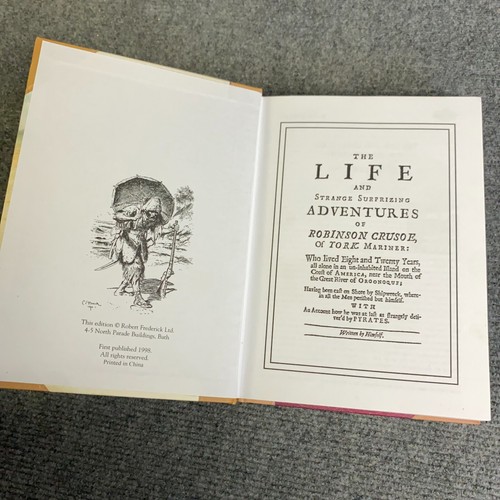 This edition © Robert Frederick Ltd.
4-5 North Parade Buildings, Bath
First published 1998.
All rights reserved.
Printed in China
THE
LIFE
AND
STRANGE SURPRIZING
ADVENTURES
OF
ROBINSON CRUSOE,
OF YORK MARINER:
Who lived Eight and Twenty Years,
all alone in an un-inhabited Island on the
Coast of AMERICA, near the Mouth of
the Great River of OROONOQUE;
Having been cast on Shore by Shipwreck, where-
in all the Men perished but himself.
WITH
An Account how he was at last as strangely deli-
ver'd by PYRATES.
Written by Himself.